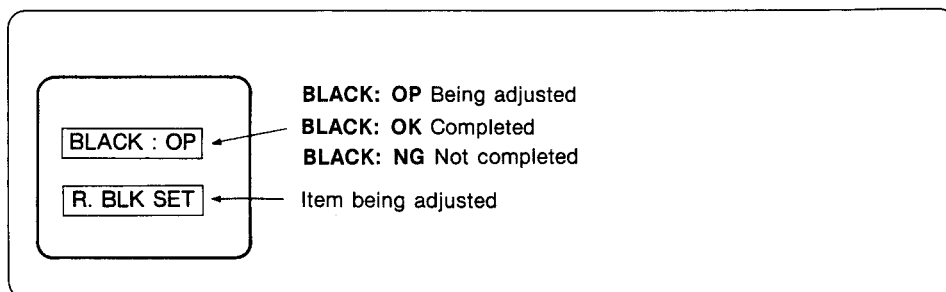 BLACK: OP Being adjusted
BLACK : OP
BLACK: OK Completed
BLACK: NG Not completed
R. BLK SET
Item being adjusted